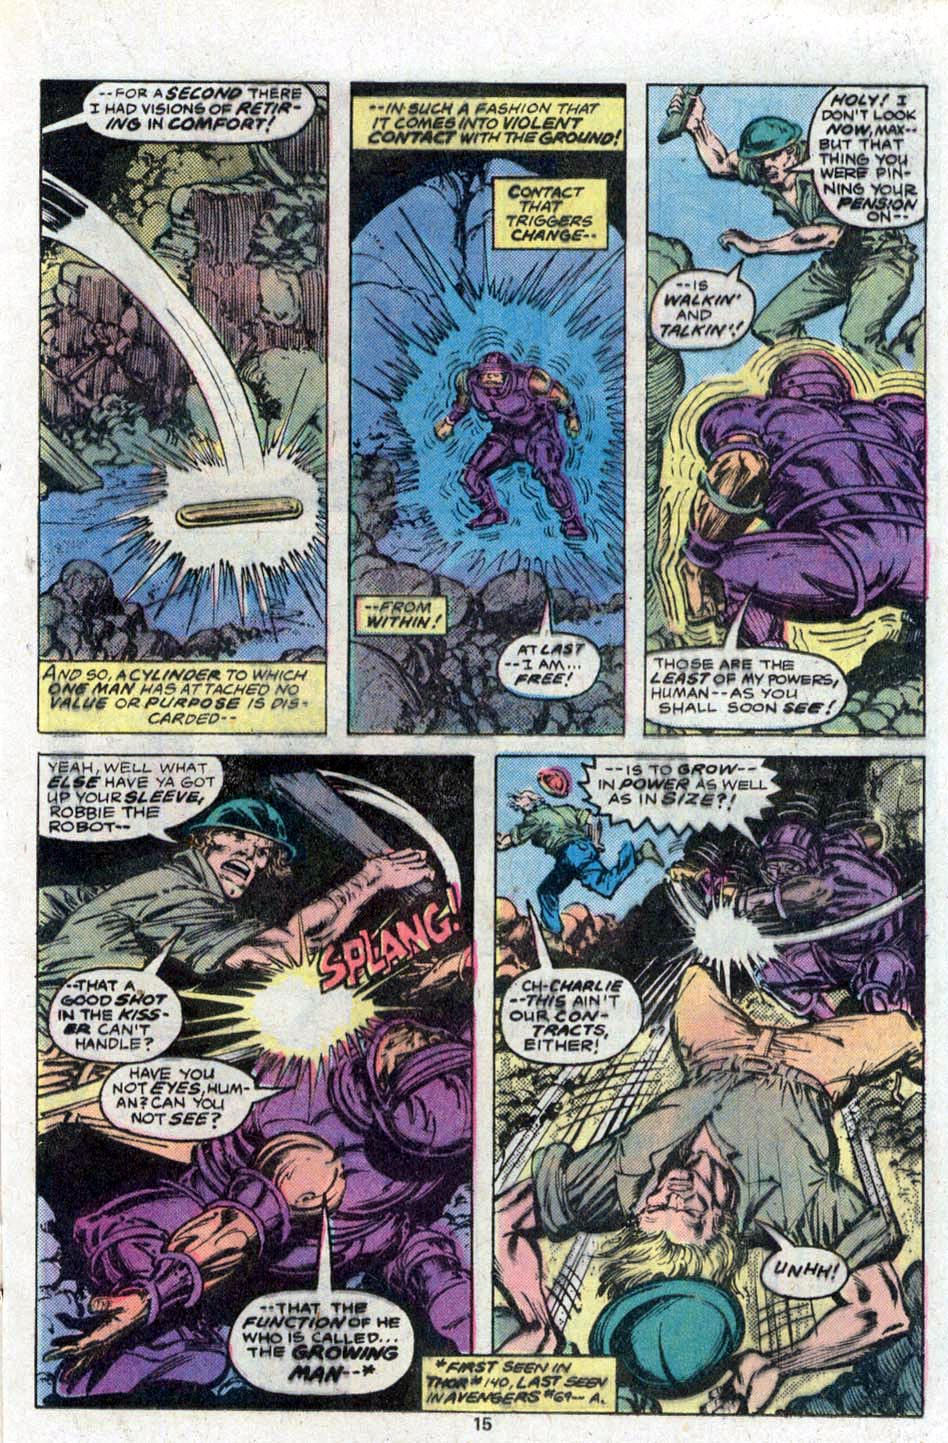 --FOR A SECOND THERE
I HAD VISIONS OF RETIR-
ING IN COMFORT!
AND SO, A CYLINDER TO WHICH
ONE MAN HAS ATTACHED NO
VALUE OR PURPOSE IS DIS-
CARDED--
--IN SUCH A FASHION THAT
IT COMES INTO VIOLENT
CONTACT WITH THE GROUND!
CONTACT
THAT
TRIGGERS
CHANGE--
--FROM
WITHIN!
AT LAST
--I AM...
FREE!
HOLY! I
DON'T LOOK
NOW, MAX--
BUT THAT
THING YOU
WERE PIN-
NING YOUR
PENSION
ON--
--IS
WALKIN'
AND
TALKIN'!
THOSE ARE THE
LEAST OF MY POWERS,
HUMAN--AS YOU
SHALL SOON SEE!
YEAH, WELL WHAT
ELSE HAVE YA GOT
UP YOUR SLEEVE,
ROBBIE THE
ROBOT--
--THAT A
GOOD SHOT
IN THE KISS-
ER CAN'T
HANDLE?
SPLANG!
HAVE YOU
NOT EYES, HUM-
AN? CAN YOU
NOT SEE?
--THAT THE
FUNCTION OF HE
WHO IS CALLED...
THE GROWING
MAN--*
--IS TO GROW--
IN POWER AS WELL
AS IN SIZE?!
CH-CHARLIE
--THIS AIN'T
OUR CON-
TRACTS,
EITHER!
UNHH!
*FIRST SEEN IN
THOR #140, LAST SEEN
IN AVENGERS #69--A.
15